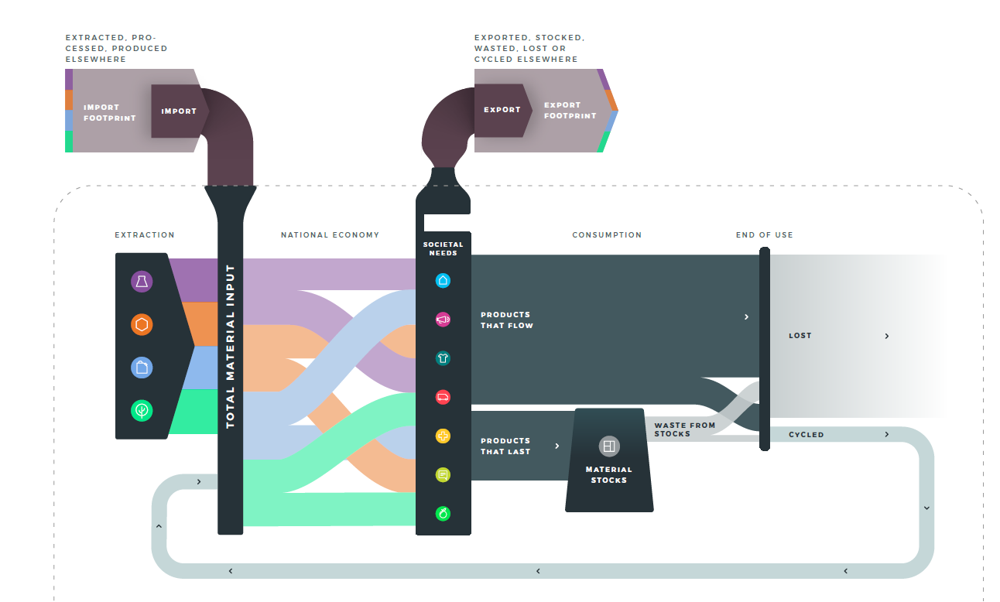 EXTRACTED, PRO-
CESSED, PRODUCED
ELSEWHERE
EXPORTED, STOCKED,
WASTED, LOST OR
CYCLED ELSEWHERE
IMPORT
FOOTPRINT
IMPORT
EXPORT
EXPORT
FOOTPRINT
EXTRACTION
NATIONAL ECONOMY
CONSUMPTION
END OF USE
TOTAL MATERIAL INPUT
SOCIETAL
NEEDS
PRODUCTS
THAT FLOW
LOST
PRODUCTS
THAT LAST
MATERIAL
STOCKS
WASTE FROM
STOCKS
CYCLED